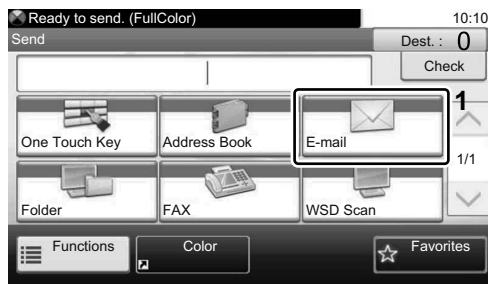 Ready to send. (FullColor) 10:10
Send Dest. : 0
Check
1
One Touch Key Address Book E-mail
1/1
Folder FAX WSD Scan
Functions Color Favorites